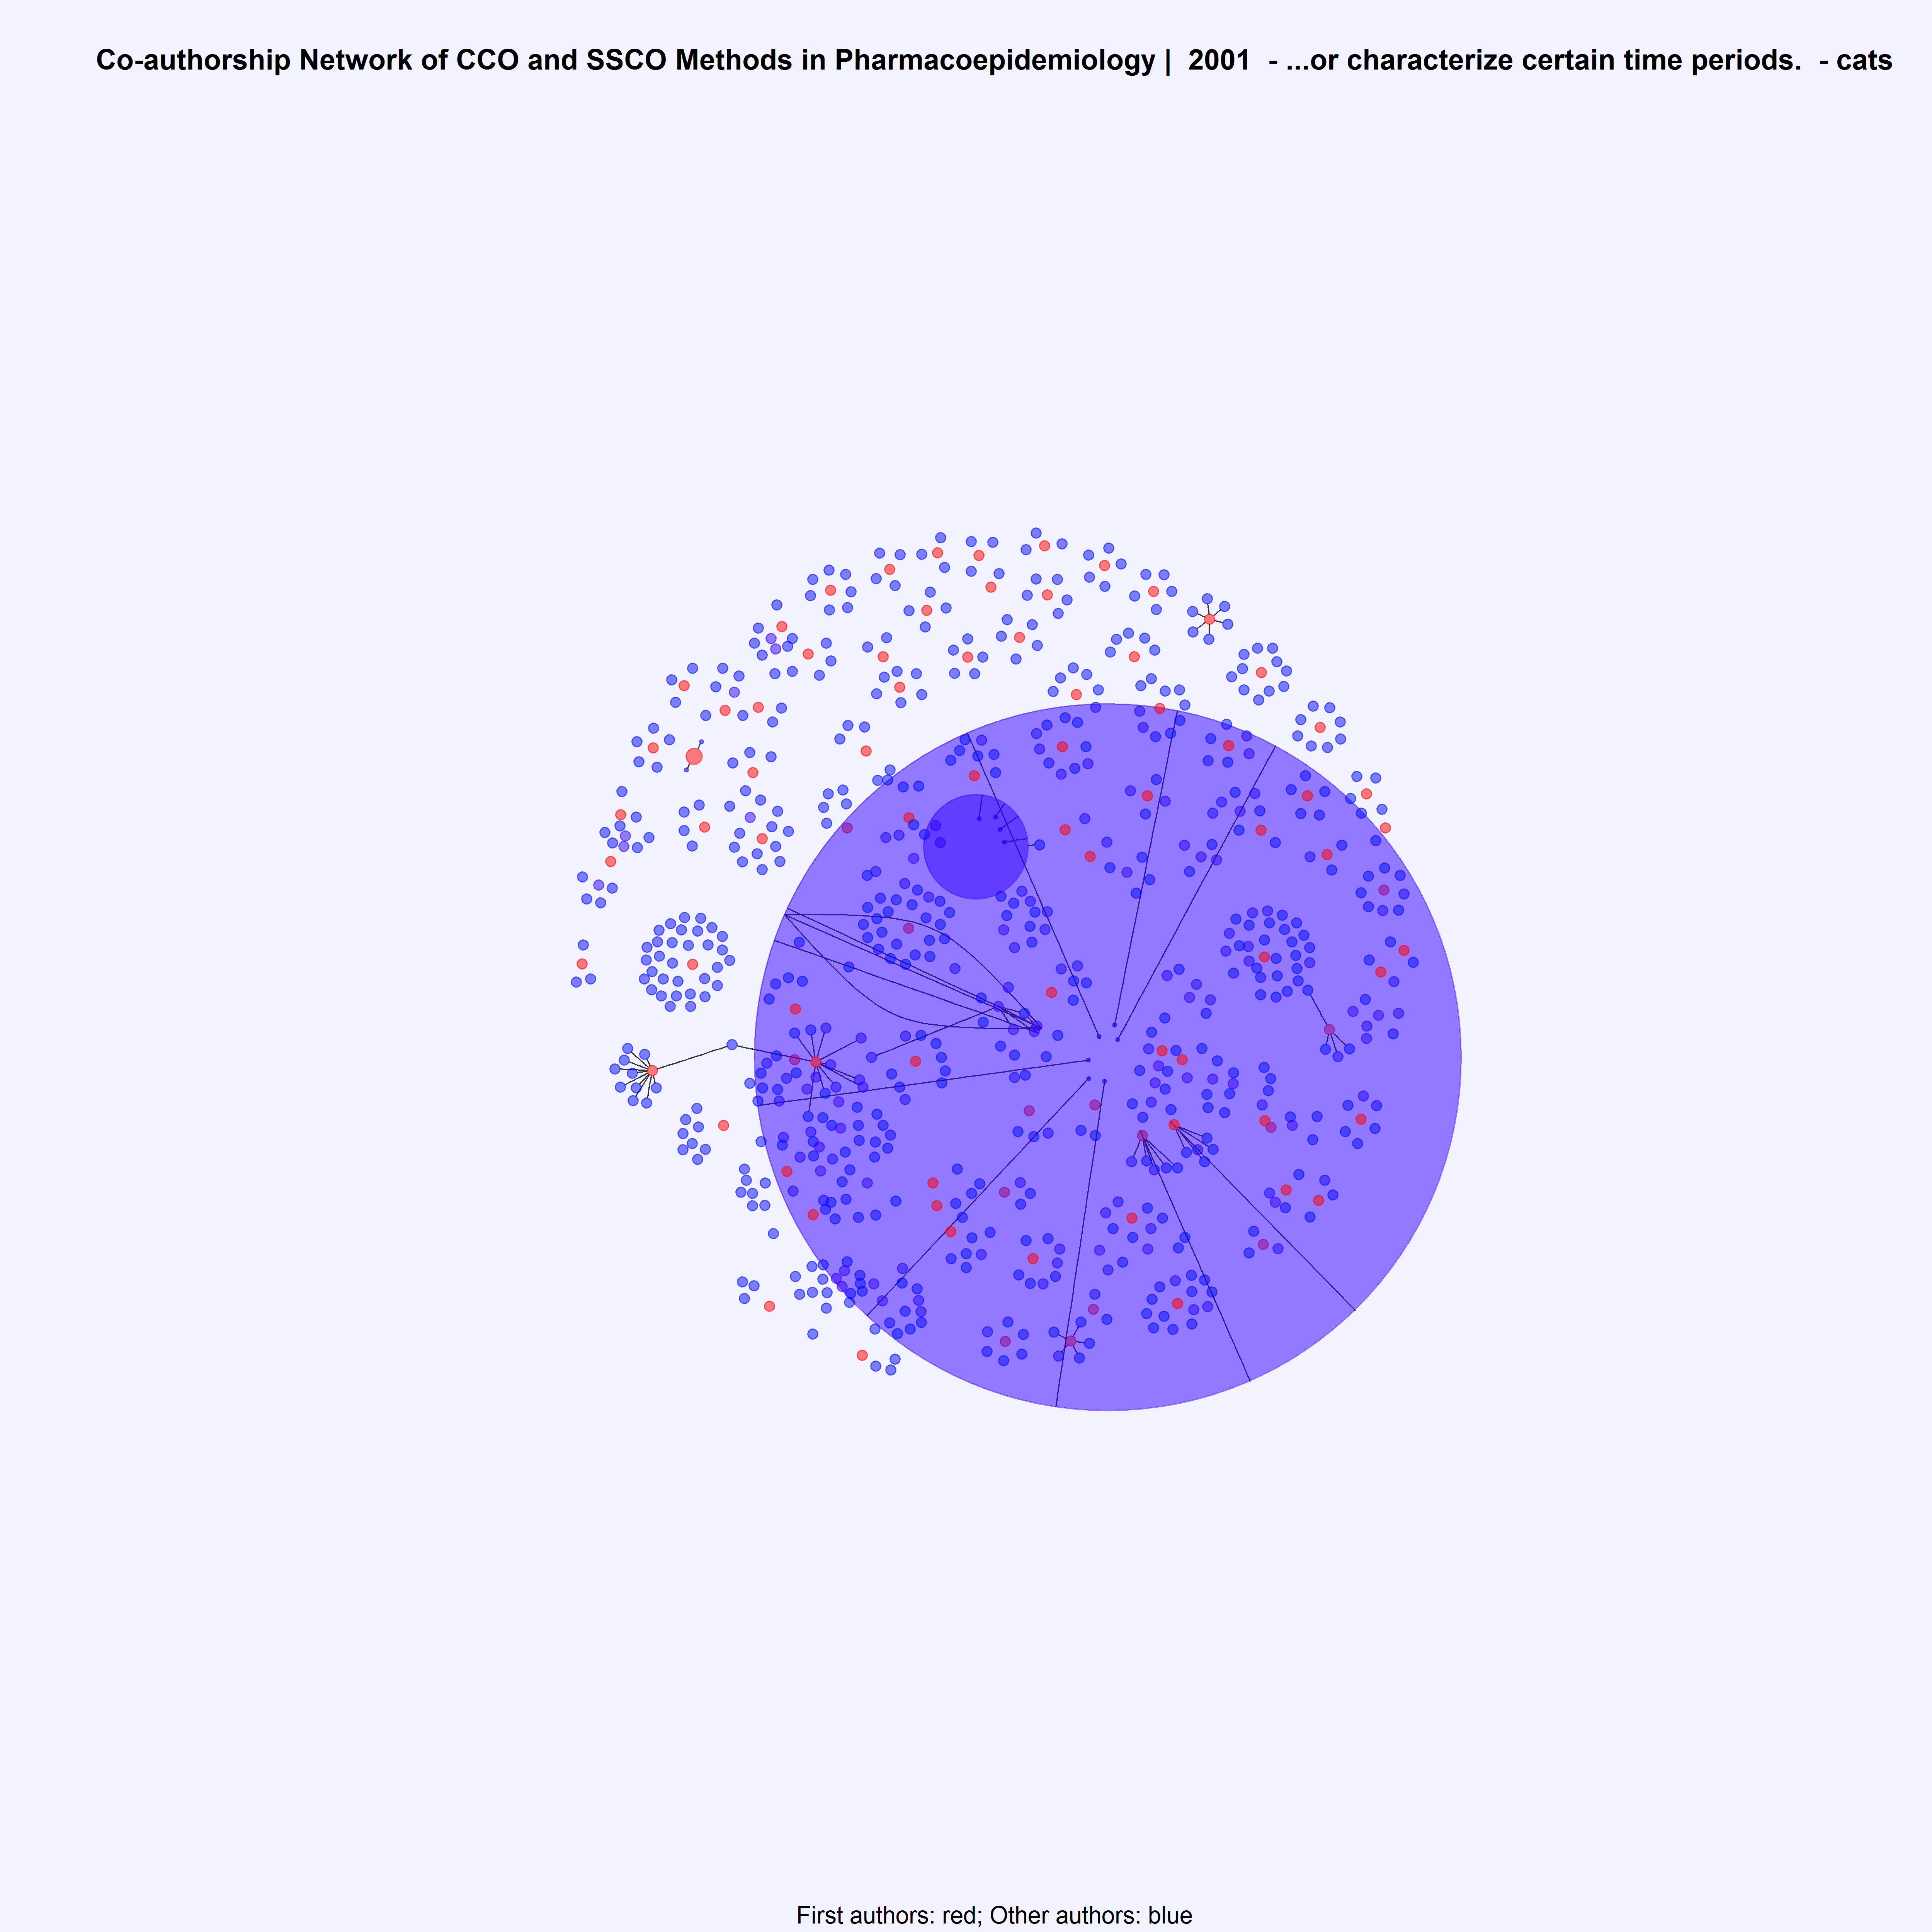 Co-authorship Network of CCO and SSCO Methods in Pharmacoepidemiology | 2001 - ...or characterize certain time periods. - cats
First authors: red; Other authors: blue